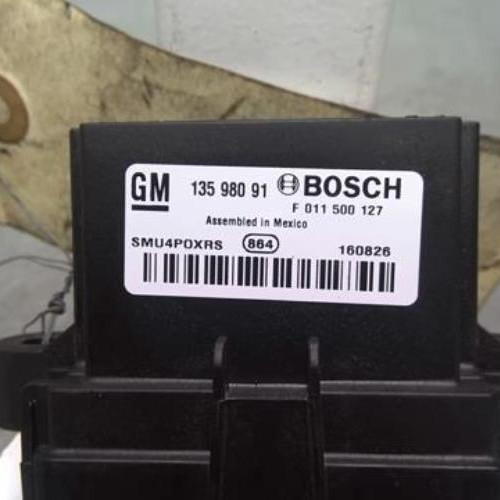 GM 135 980 91 BOSCH
F 011 500 127
Assembled in Mexico
SMU4P0XRS 864 160826